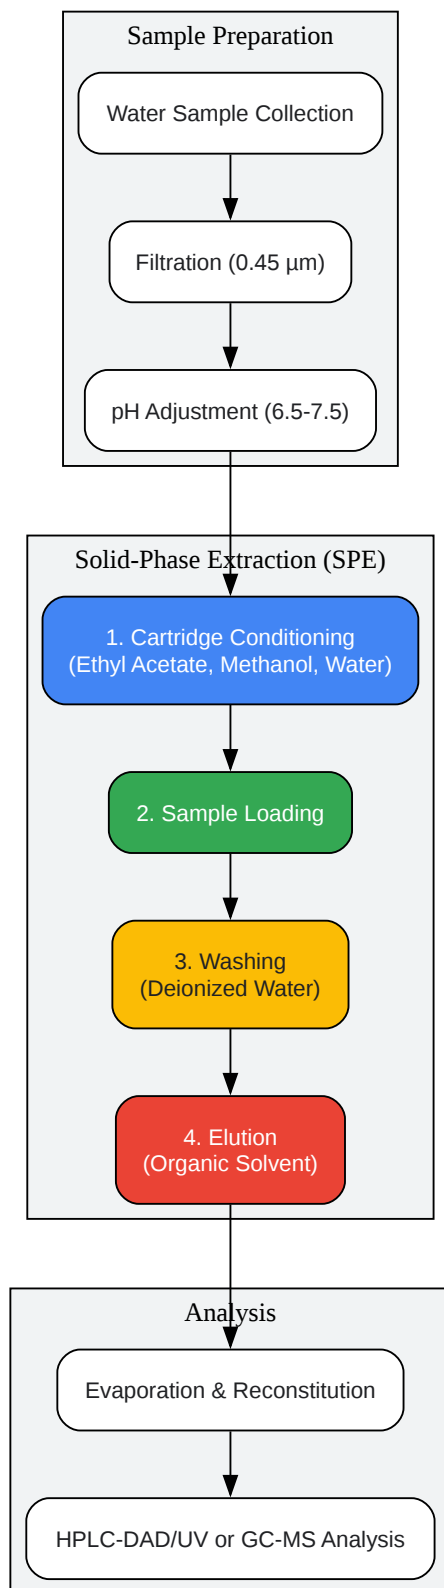 Sample Preparation
Water Sample Collection
Filtration (0.45 µm)
pH Adjustment (6.5-7.5)
Solid-Phase Extraction (SPE)
1. Cartridge Conditioning
(Ethyl Acetate, Methanol, Water)
2. Sample Loading
3. Washing
(Deionized Water)
4. Elution
(Organic Solvent)
Analysis
Evaporation & Reconstitution
HPLC-DAD/UV or GC-MS Analysis